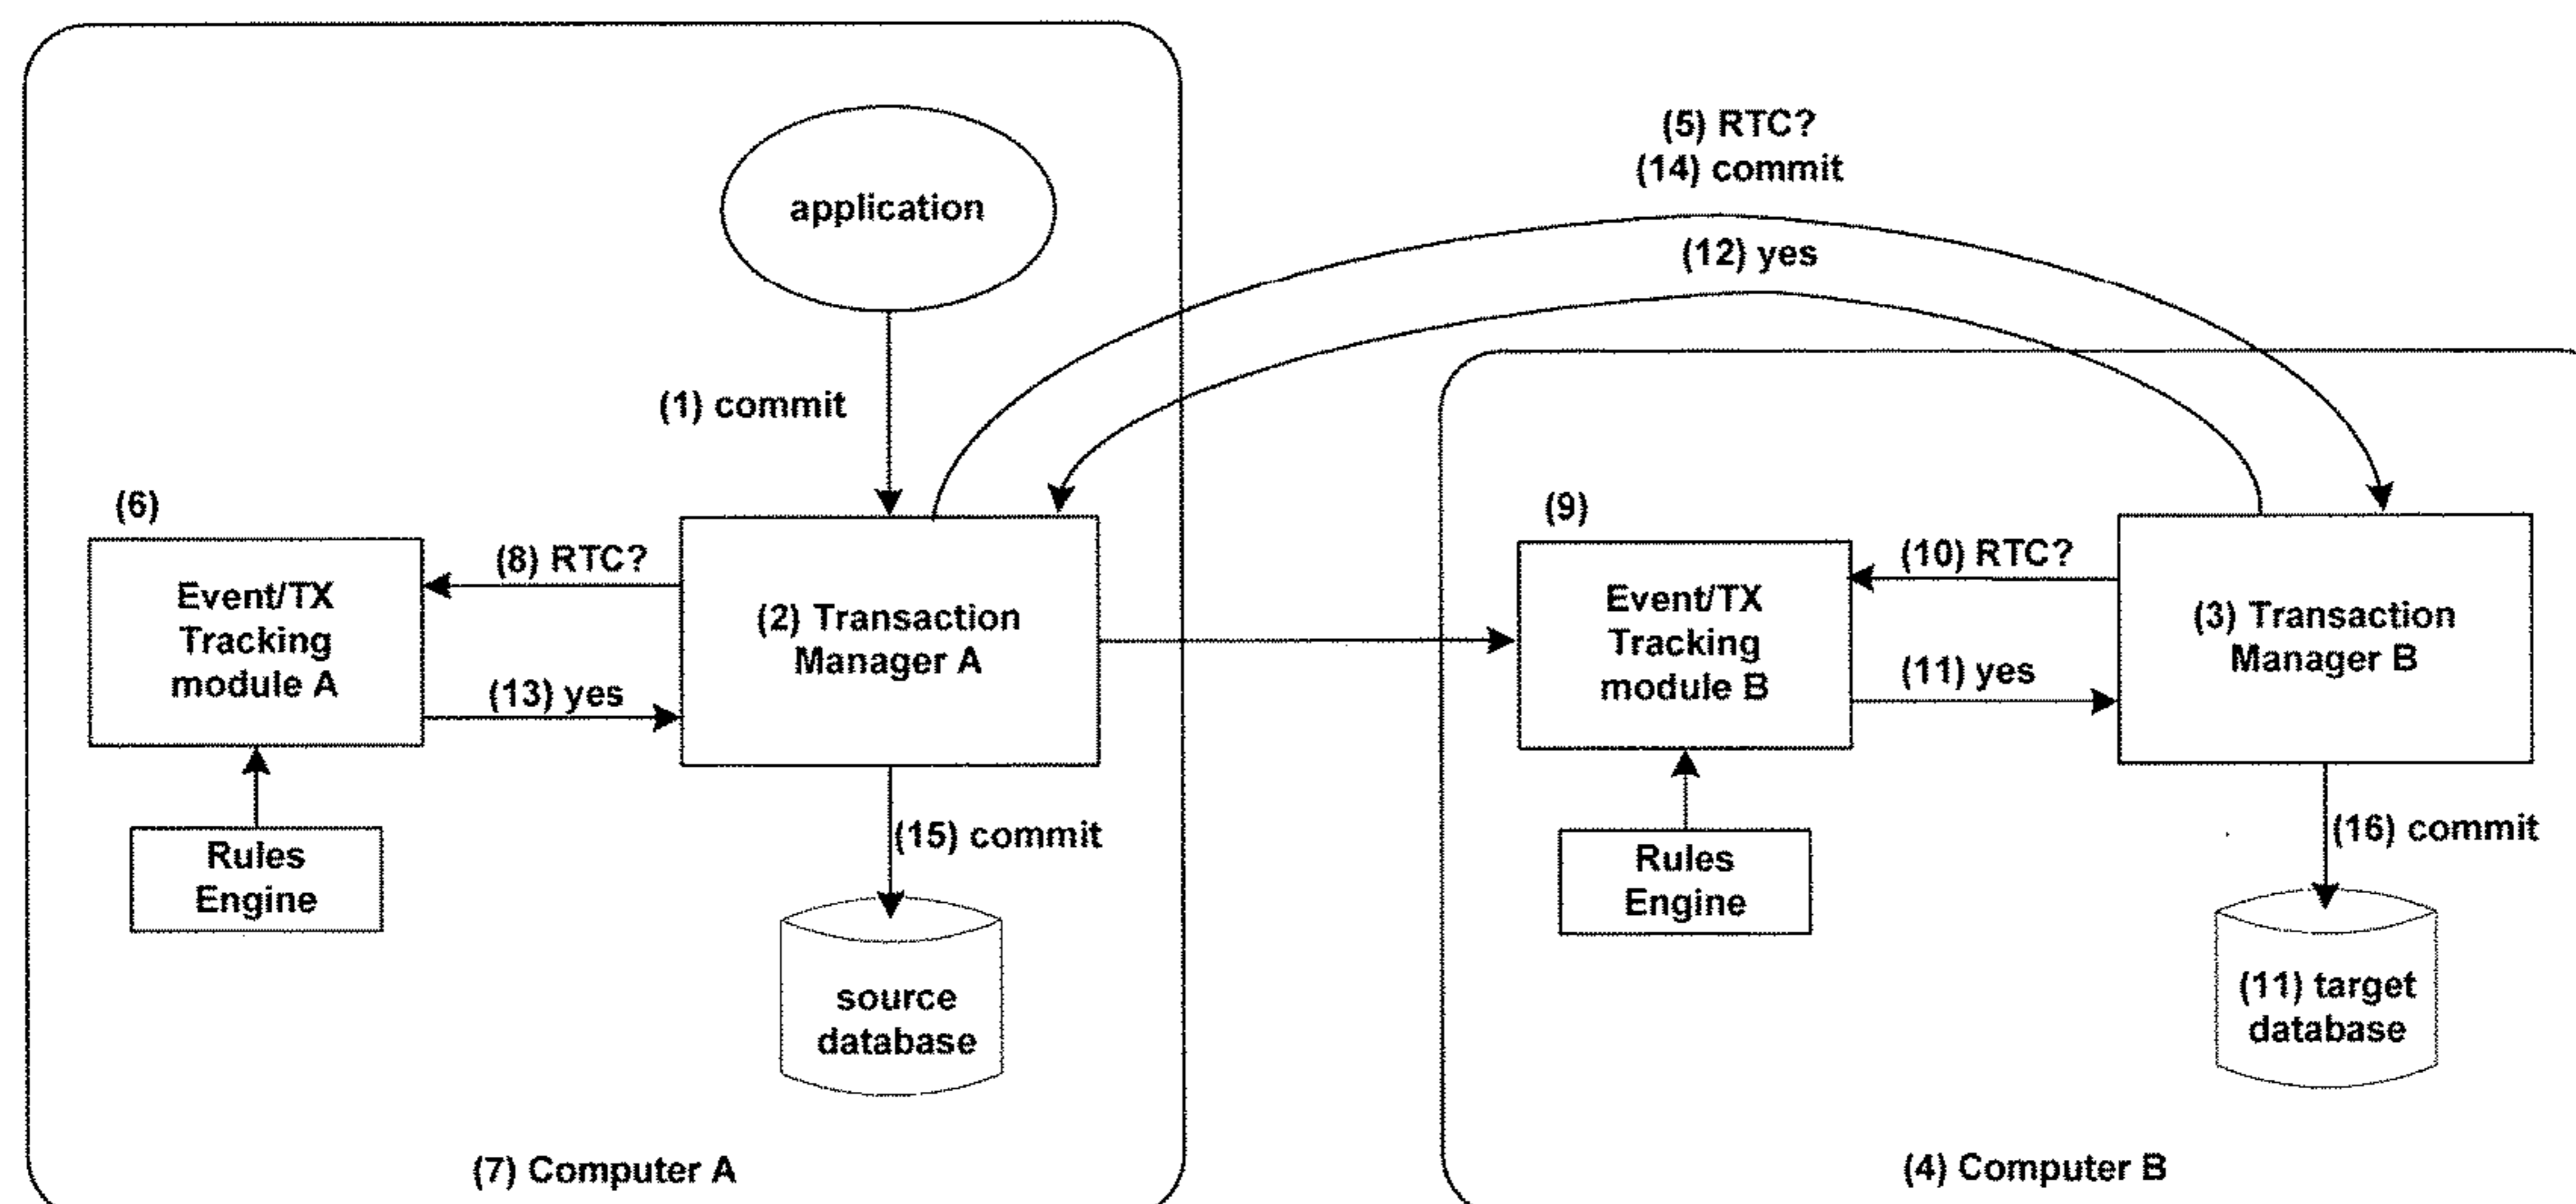 (5) RTC?
(14) commit
application
(12) yes
(1) commit
(6)
(9)
Event/TX
Tracking
module A
(8) RTC?
(13) yes
(2) Transaction
Manager A
Event/TX
Tracking
module B
(10) RTC?
(11) yes
(3) Transaction
Manager B
Rules
Engine
(15) commit
Rules
Engine
(16) commit
source
database
(11) target
database
(7) Computer A
(4) Computer B